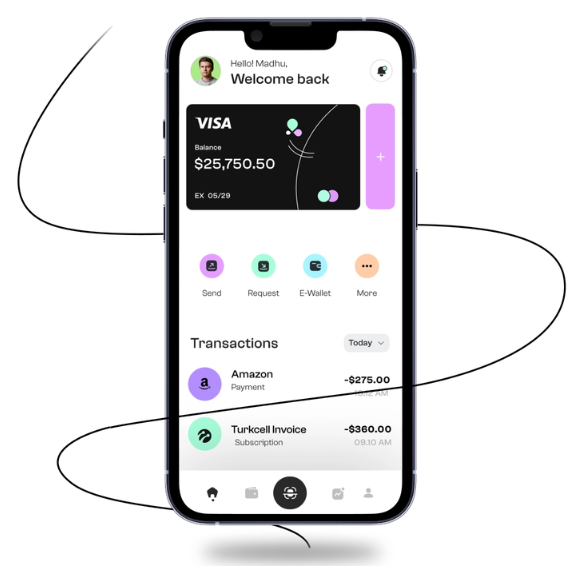 Hello! Madhu,
Welcome back
VISA
Balance
$25,750.50
EX 05/29
+
Send
Request
E-Wallet
More
Transactions
Today
Amazon
-$275.00
Payment
Turkcell Invoice
-$360.00
Subscription
09.10 AM